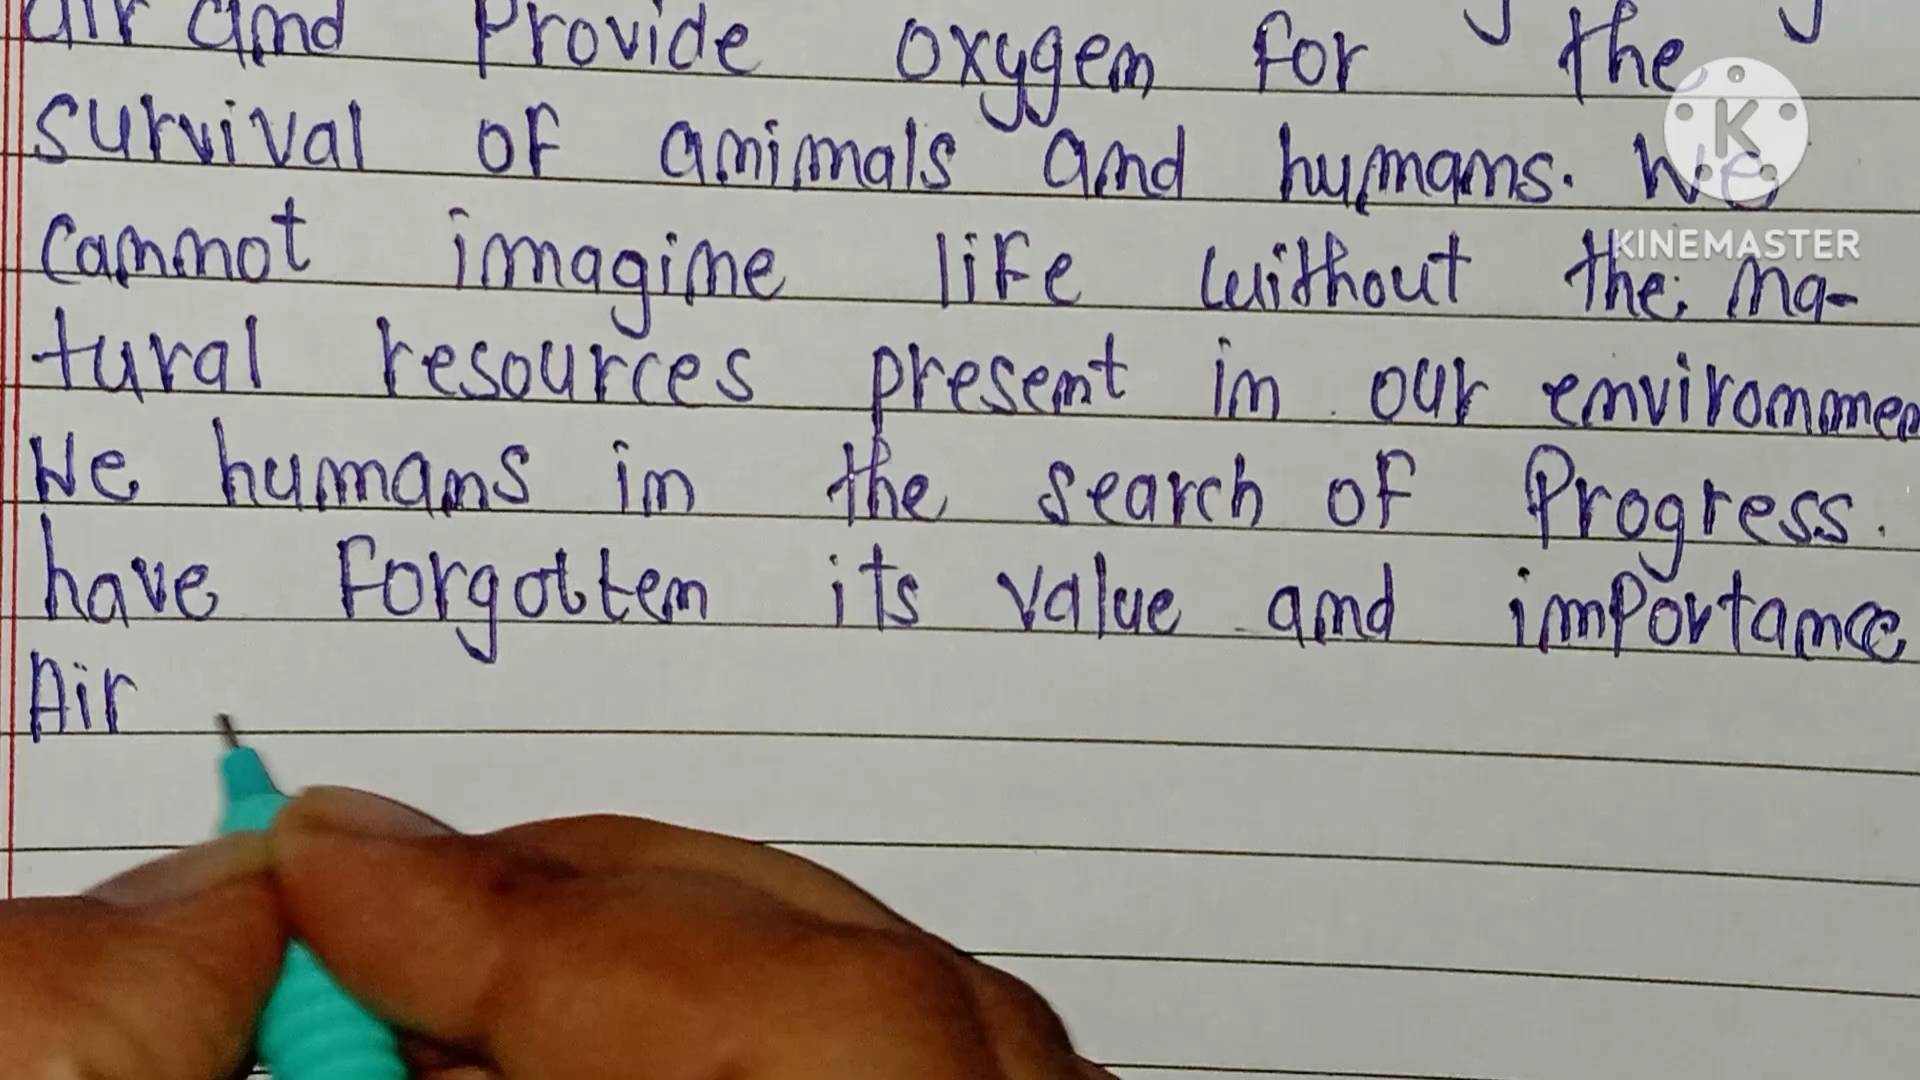 air and Provide oxygen for the
survival of animals and humans. We
cannot imagine life without the na-
tural resources present in our environmen
We humans in the search of Progress.
have Forgotten its value and importance
Air
K
KINEMASTER